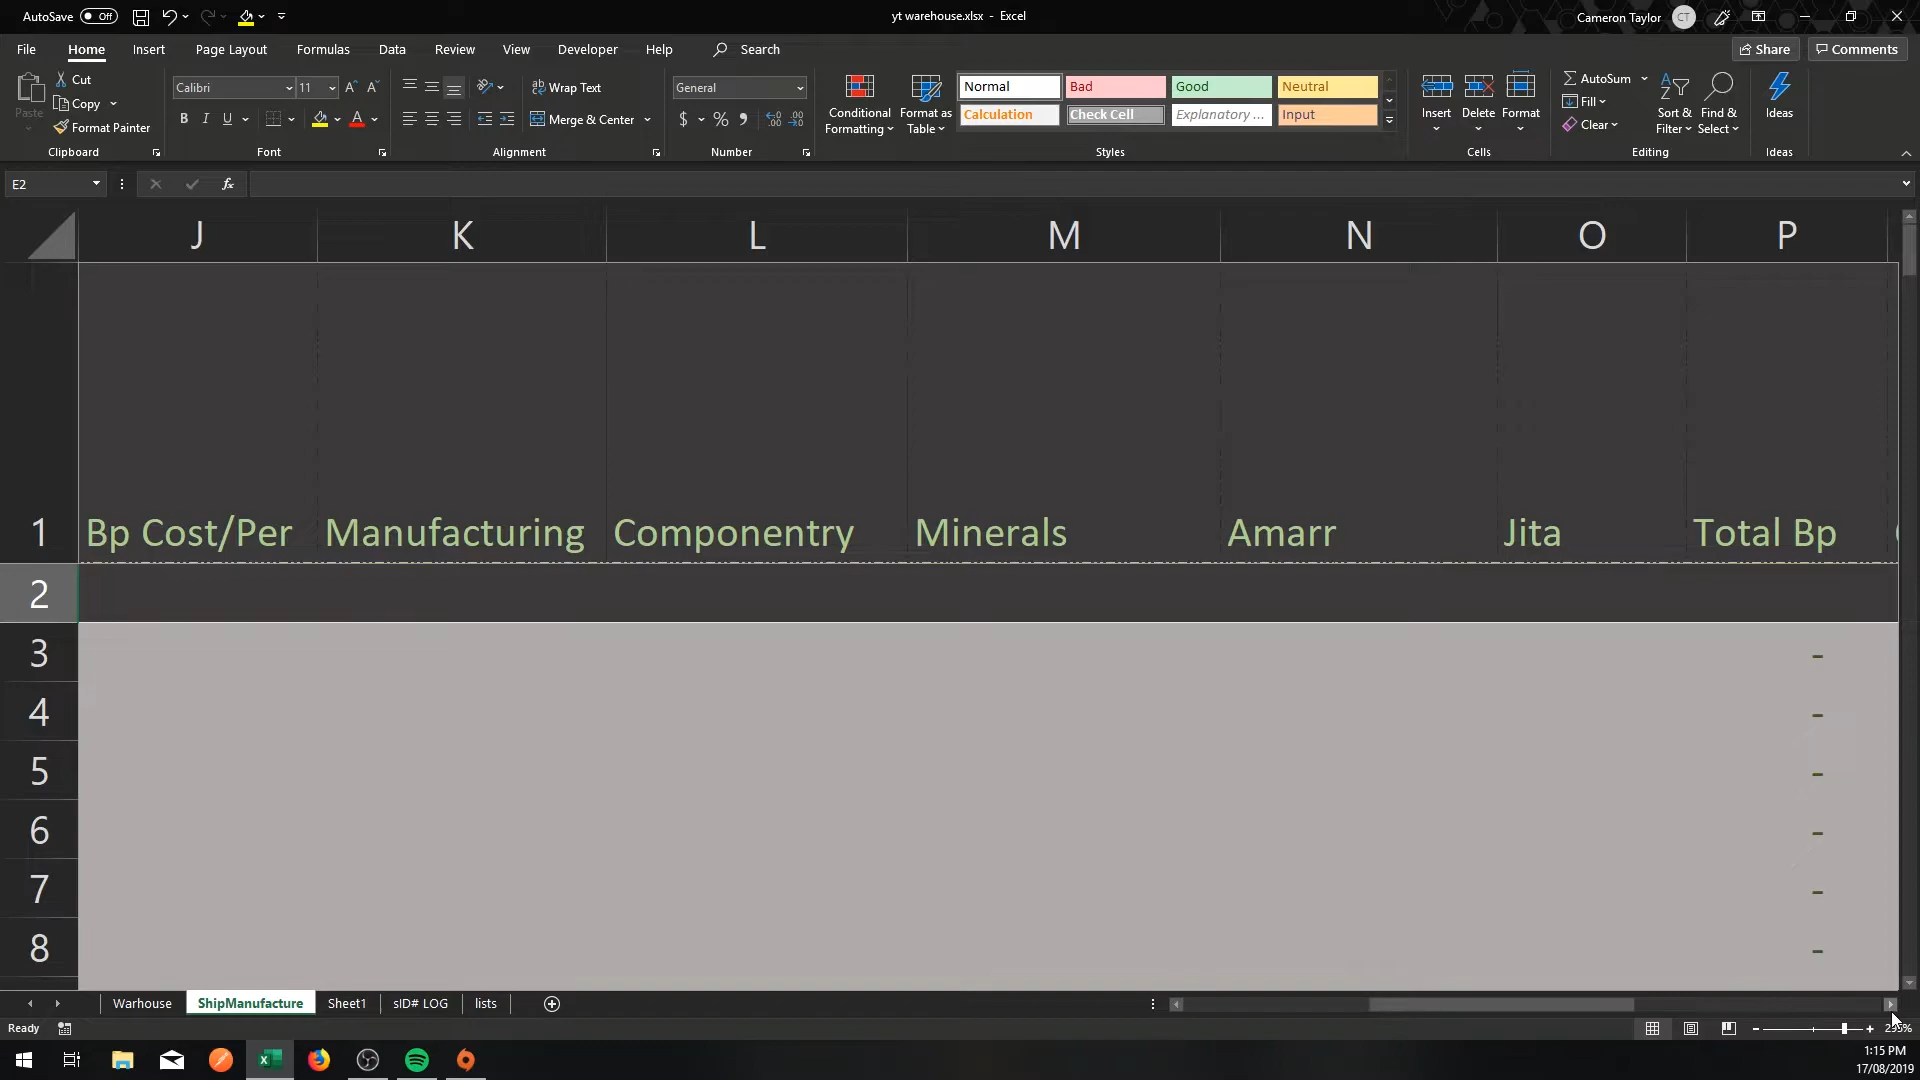 AutoSave Off
yt warehouse.xlsx - Excel
Cameron Taylor CT
File Home Insert Page Layout Formulas Data Review View Developer Help Search
Share Comments
Paste
Cut
Copy
Format Painter
Clipboard
Calibri 11
B I U
Font
Wrap Text
Merge & Center
Alignment
General
$ % 9
Number
Conditional Formatting
Format as Table
Normal Bad Good Neutral
Calculation Check Cell Explanatory ... Input
Styles
Insert Delete Format
Cells
AutoSum
Fill
Clear
Sort & Filter
Find & Select
Editing
Ideas
Ideas
E2
fx
J K L M N O P
1 Bp Cost/Per Manufacturing Componentry Minerals Amarr Jita Total Bp
2
3 -
4 -
5 -
6 -
7 -
8 -
Warhouse ShipManufacture Sheet1 sID# LOG lists
Ready
1:15 PM
17/08/2019